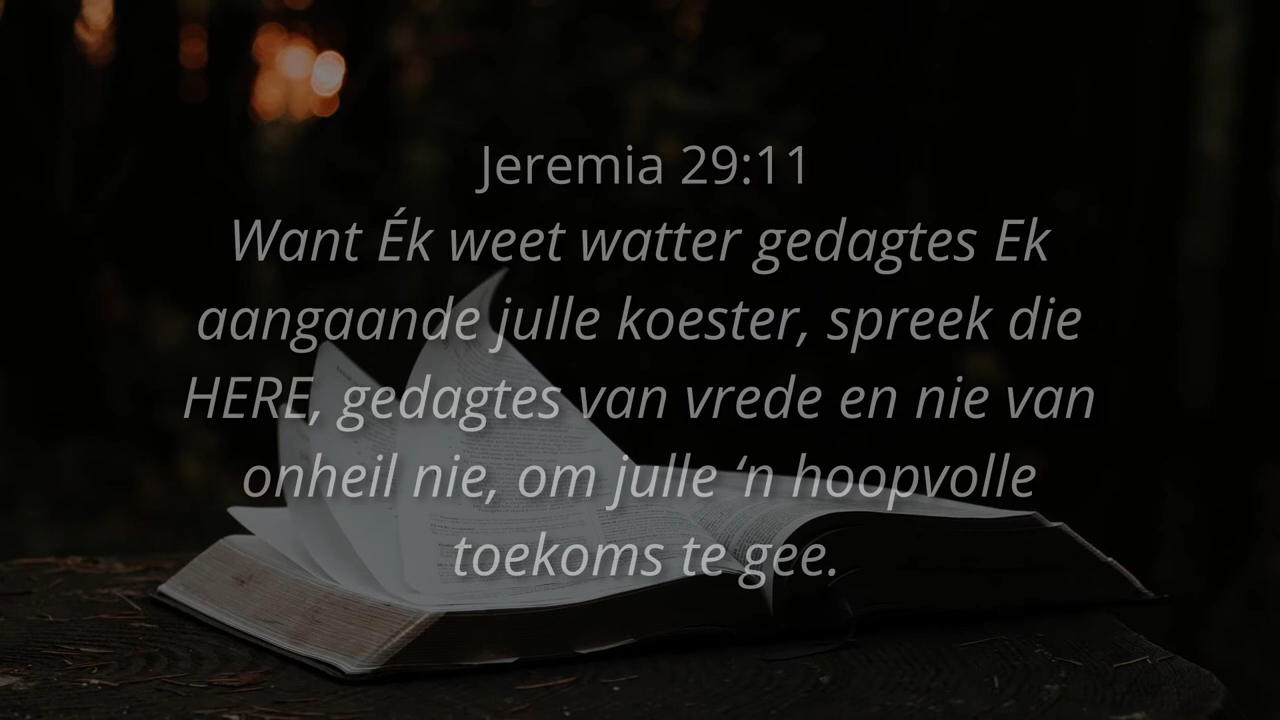 Jeremia 29:11
Want Ék weet watter gedagtes Ek
aangaande julle koester, spreek die
HERE, gedagtes van vrede en nie van
onheil nie, om julle ‘n hoopvolle
toekoms te gee.